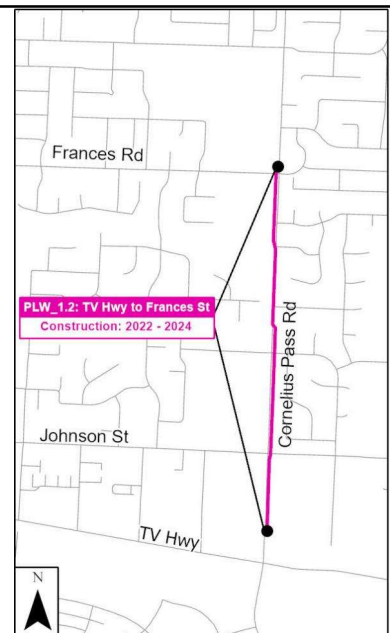 Frances Rd
PLW_1.2: TV Hwy to Frances St
Construction: 2022 - 2024
Cornelius Pass Rd
Johnson St
TV Hwy
N